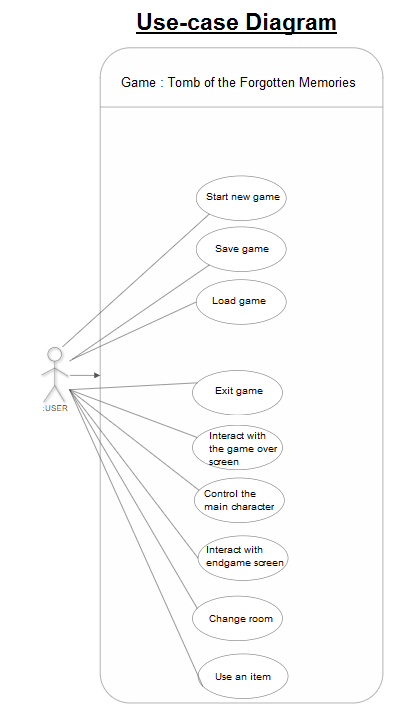 Use-case Diagram
Game : Tomb of the Forgotten Memories
Start new game
Save game
Load game
:USER
Exit game
Interact with
the game over
screen
Control the
main character
Interact with
endgame screen
Change room
Use an item